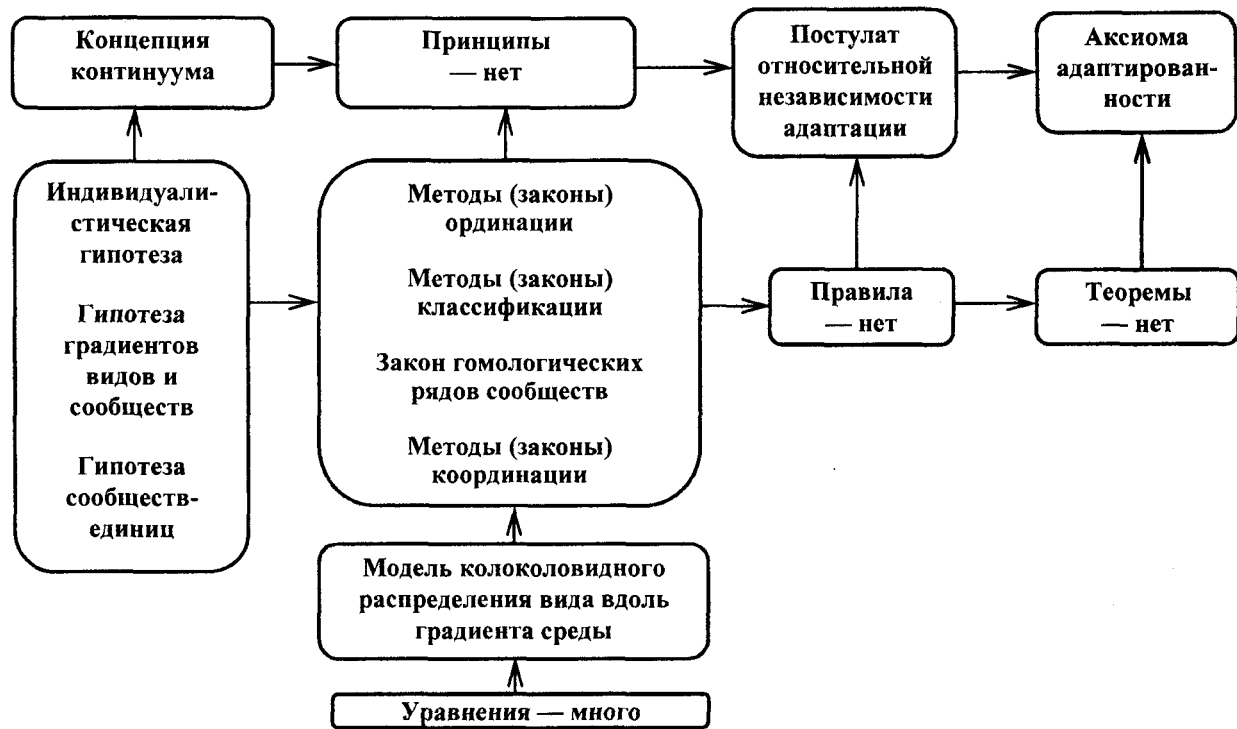 Концепция
континуума
Принципы
— нет
Постулат
относительной
независимости
адаптации
Аксиома
адаптирован-
ности
Индивидуали-
стическая
гипотеза
Гипотеза
градиентов
видов и
сообществ
Гипотеза
сообществ-
единиц
Методы (законы)
ординации
Методы (законы)
классификации
Закон гомологических
рядов сообществ
Методы (законы)
координации
Правила
— нет
Теоремы
— нет
Модель колоколовидного
распределения вида вдоль
градиента среды
Уравнения — много